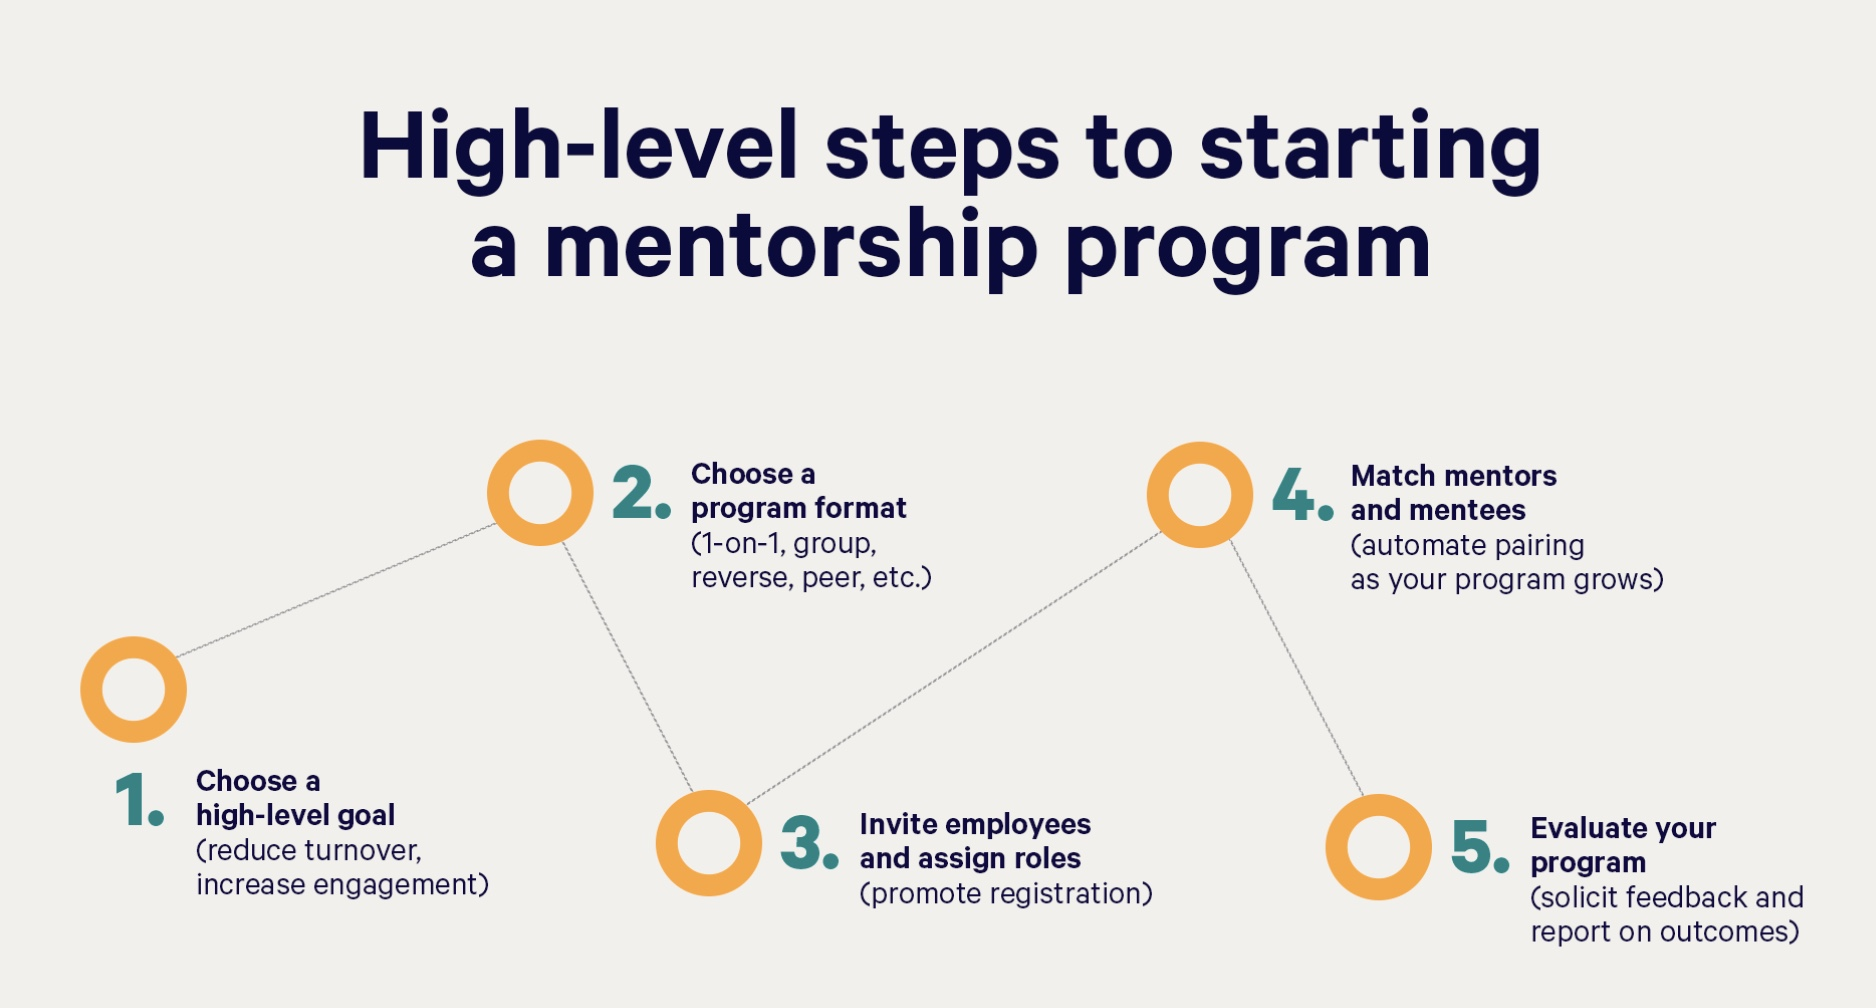 High-level steps to starting
a mentorship program
1. Choose a
high-level goal
(reduce turnover,
increase engagement)
2. Choose a
program format
(1-on-1, group,
reverse, peer, etc.)
3. Invite employees
and assign roles
(promote registration)
4. Match mentors
and mentees
(automate pairing
as your program grows)
5. Evaluate your
program
(solicit feedback and
report on outcomes)